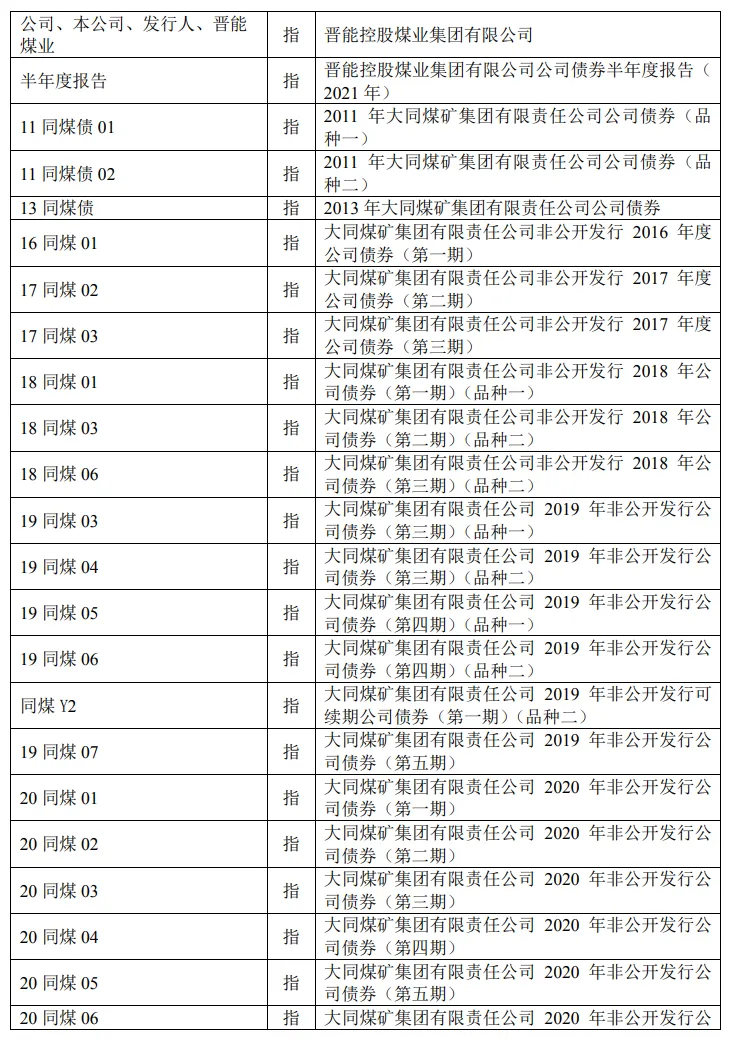 公司、本公司、发行人、晋能煤业 指 晋能控股煤业集团有限公司
半年度报告 指 晋能控股煤业集团有限公司公司债券半年度报告（2021 年）
11 同煤债 01 指 2011 年大同煤矿集团有限责任公司公司债券（品种一）
11 同煤债 02 指 2011 年大同煤矿集团有限责任公司公司债券（品种二）
13 同煤债 指 2013 年大同煤矿集团有限责任公司公司债券
16 同煤 01 指 大同煤矿集团有限责任公司非公开发行 2016 年度公司债券（第一期）
17 同煤 02 指 大同煤矿集团有限责任公司非公开发行 2017 年度公司债券（第二期）
17 同煤 03 指 大同煤矿集团有限责任公司非公开发行 2017 年度公司债券（第三期）
18 同煤 01 指 大同煤矿集团有限责任公司非公开发行 2018 年公司债券（第一期）（品种一）
18 同煤 03 指 大同煤矿集团有限责任公司非公开发行 2018 年公司债券（第二期）（品种二）
18 同煤 06 指 大同煤矿集团有限责任公司非公开发行 2018 年公司债券（第三期）（品种二）
19 同煤 03 指 大同煤矿集团有限责任公司 2019 年非公开发行公司债券（第三期）（品种一）
19 同煤 04 指 大同煤矿集团有限责任公司 2019 年非公开发行公司债券（第三期）（品种二）
19 同煤 05 指 大同煤矿集团有限责任公司 2019 年非公开发行公司债券（第四期）（品种一）
19 同煤 06 指 大同煤矿集团有限责任公司 2019 年非公开发行公司债券（第四期）（品种二）
同煤 Y2 指 大同煤矿集团有限责任公司 2019 年非公开发行可续期公司债券（第一期）（品种二）
19 同煤 07 指 大同煤矿集团有限责任公司 2019 年非公开发行公司债券（第五期）
20 同煤 01 指 大同煤矿集团有限责任公司 2020 年非公开发行公司债券（第一期）
20 同煤 02 指 大同煤矿集团有限责任公司 2020 年非公开发行公司债券（第二期）
20 同煤 03 指 大同煤矿集团有限责任公司 2020 年非公开发行公司债券（第三期）
20 同煤 04 指 大同煤矿集团有限责任公司 2020 年非公开发行公司债券（第四期）
20 同煤 05 指 大同煤矿集团有限责任公司 2020 年非公开发行公司债券（第五期）
20 同煤 06 指 大同煤矿集团有限责任公司 2020 年非公开发行公